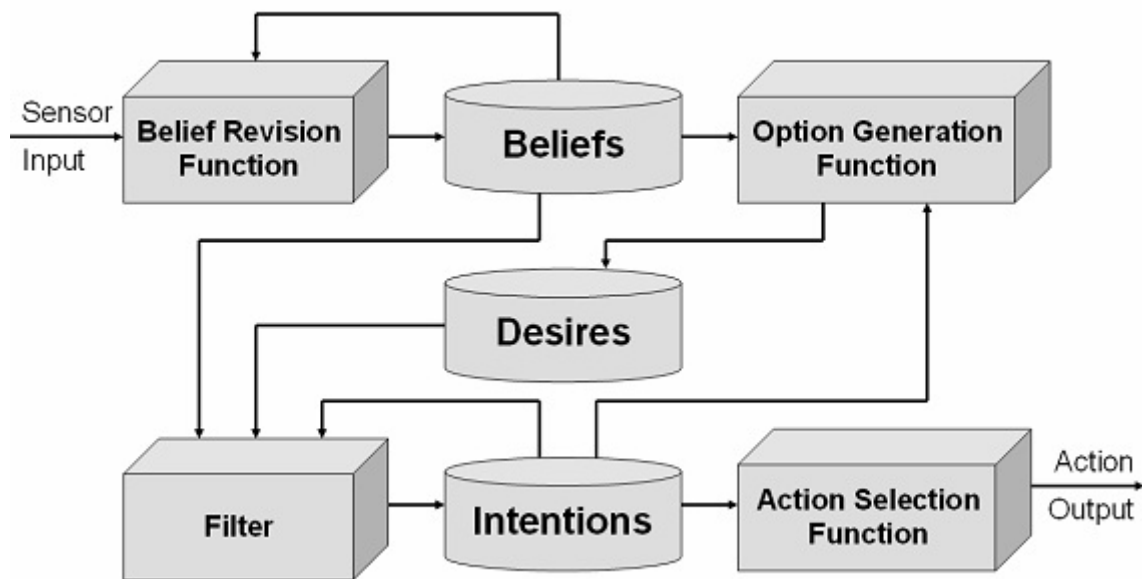 Sensor
Input
Belief Revision
Function
Beliefs
Option Generation
Function
Desires
Filter
Intentions
Action Selection
Function
Action
Output